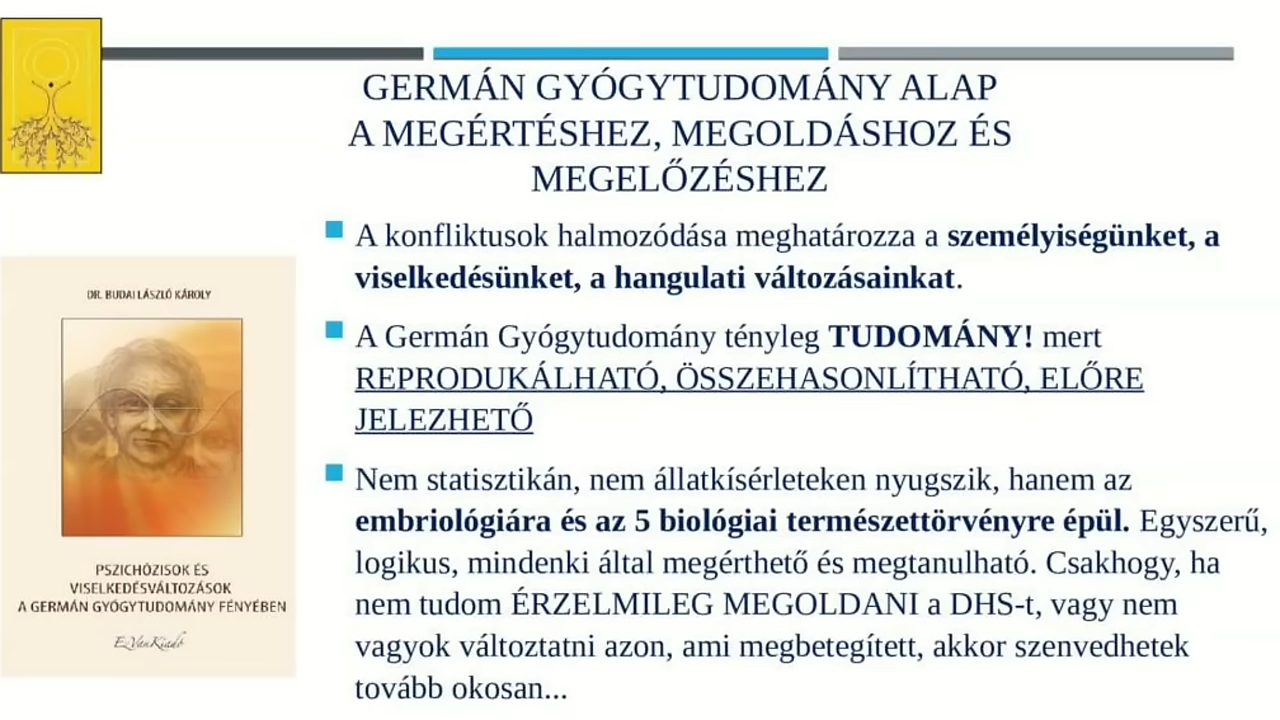 GERMÁN GYÓGYTUDOMÁNY ALAP
A MEGÉRTÉSHEZ, MEGOLDÁSHOZ ÉS
MEGELŐZÉSHEZ
A konfliktusok halmozódása meghatározza a személyiségünket, a
viselkedésünket, a hangulati változásainkat.
A Germán Gyógytudomány tényleg TUDOMÁNY! mert
REPRODUKÁLHATÓ, ÖSSZEHASONLÍTHATÓ, ELŐRE
JELEZHETŐ
Nem statisztikán, nem állatkísérleteken nyugszik, hanem az
embriológiára és az 5 biológiai természettörvényre épül. Egyszerű,
logikus, mindenki által megérthető és megtanulható. Csakhogy, ha
nem tudom ÉRZELMILEG MEGOLDANI a DHS-t, vagy nem
vagyok változtatni azon, ami megbetegített, akkor szenvedhetek
tovább okosan...
DR. BUDAI LÁSZLÓ KÁROLY
PSZICHÓZISOK ÉS
VISELKEDÉSVÁLTOZÁSOK
A GERMÁN GYÓGYTUDOMÁNY FÉNYÉBEN
EzVanKiadó